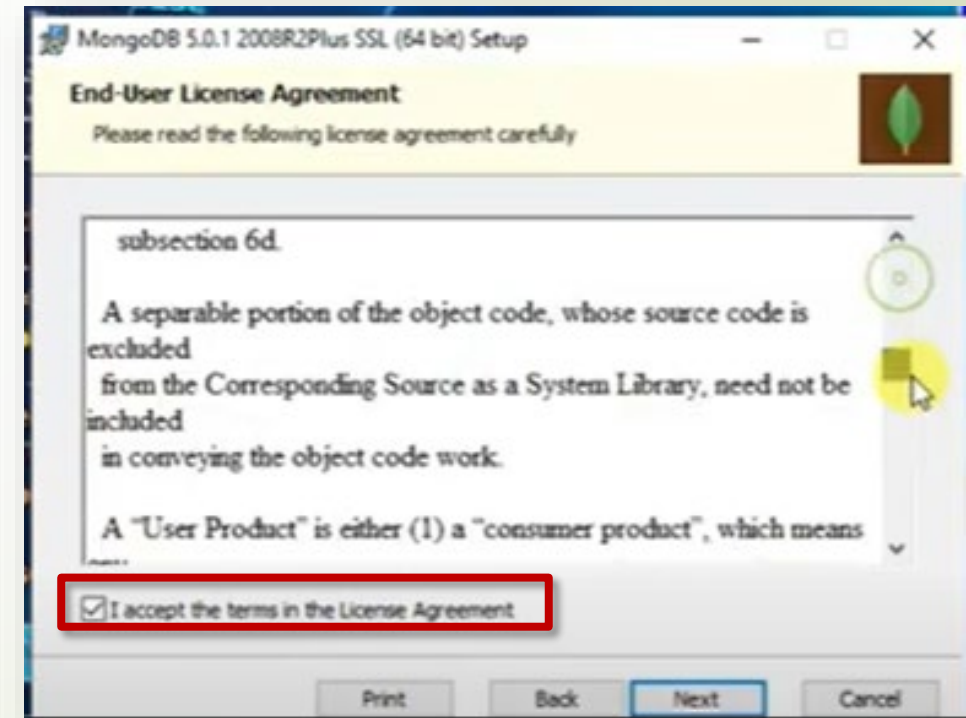 MongoDB 5.0.1 2008R2Plus SSL (64 bit) Setup
End-User License Agreement
Please read the following license agreement carefully
subsection 6d.
A separable portion of the object code, whose source code is
excluded
from the Corresponding Source as a System Library, need not be
included
in conveying the object code work.
A “User Product” is either (1) a “consumer product”, which means
I accept the terms in the License Agreement
Print Back Next Cancel